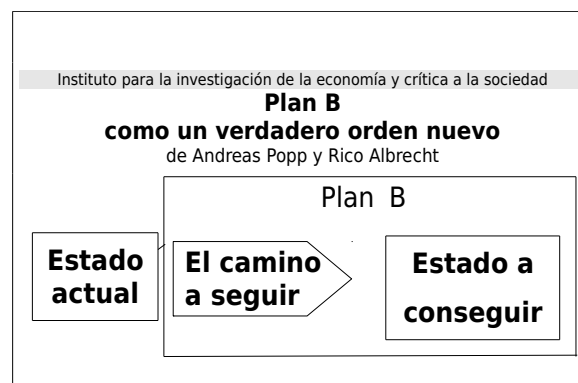 Instituto para la investigación de la economía y crítica a la sociedad
Plan B
como un verdadero orden nuevo
de Andreas Popp y Rico Albrecht
Plan B
Estado
actual
El camino
a seguir
Estado a
conseguir